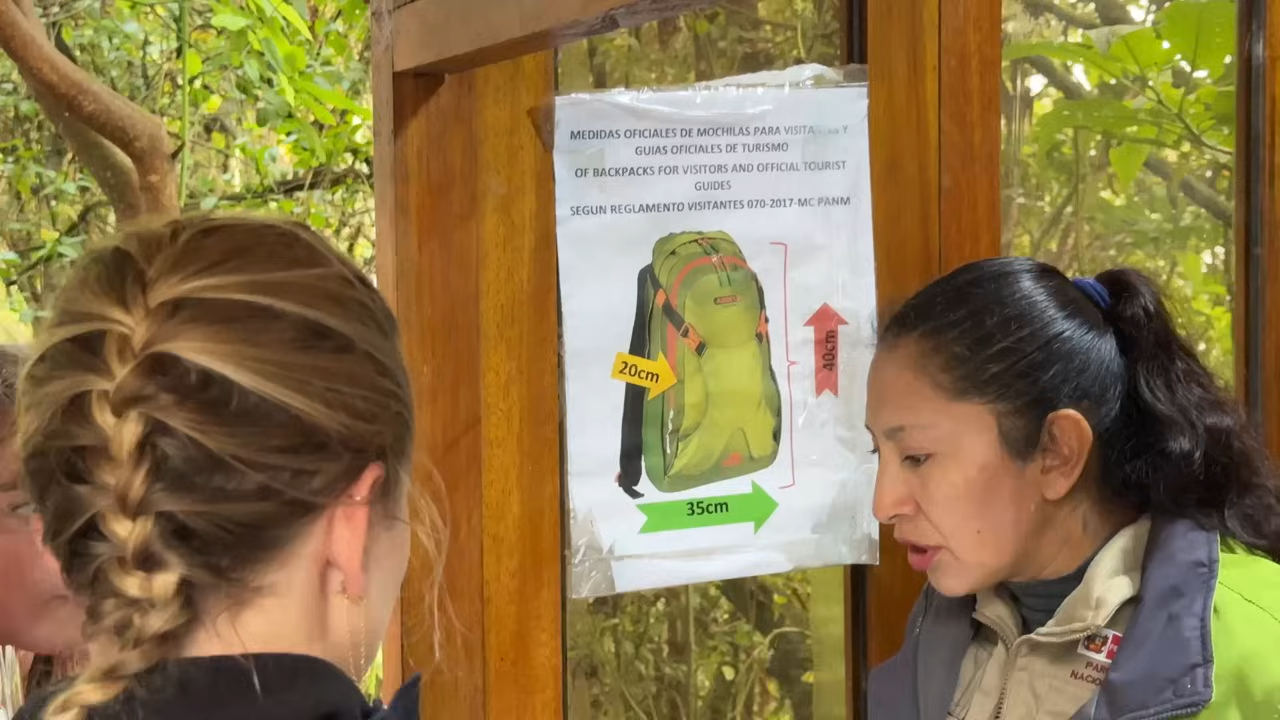 MEDIDAS OFICIALES DE MOCHILAS PARA Y
GUIAS OFICIALES DE TURISMO
OF BACKPACKS FOR VISITORS AND OFFICIAL TOURIST
GUIDES
SEGUN REGLAMENTO VISITANTES 070-2017-MC PANM
20cm
40cm
35cm